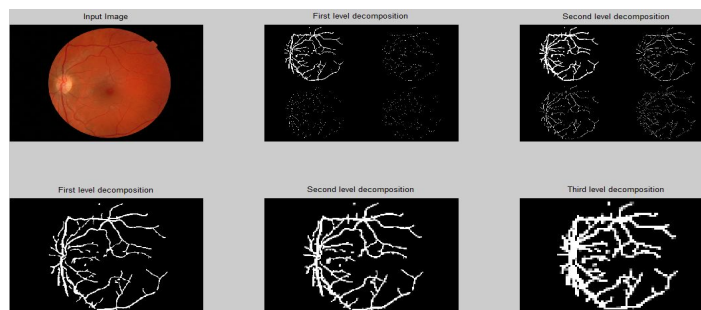 Input Image
First level decomposition
Second level decomposition
First level decomposition
Second level decomposition
Third level decomposition